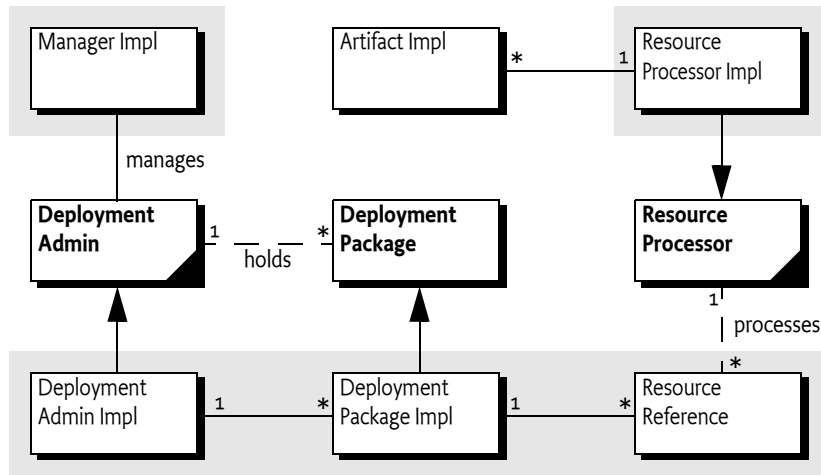 Manager Impl
Artifact Impl
Resource
Processor Impl
*
1
manages
Deployment
Admin
1
*
holds
Deployment
Package
Resource
Processor
1
processes
*
Deployment
Admin Impl
1
*
Deployment
Package Impl
1
*
Resource
Reference